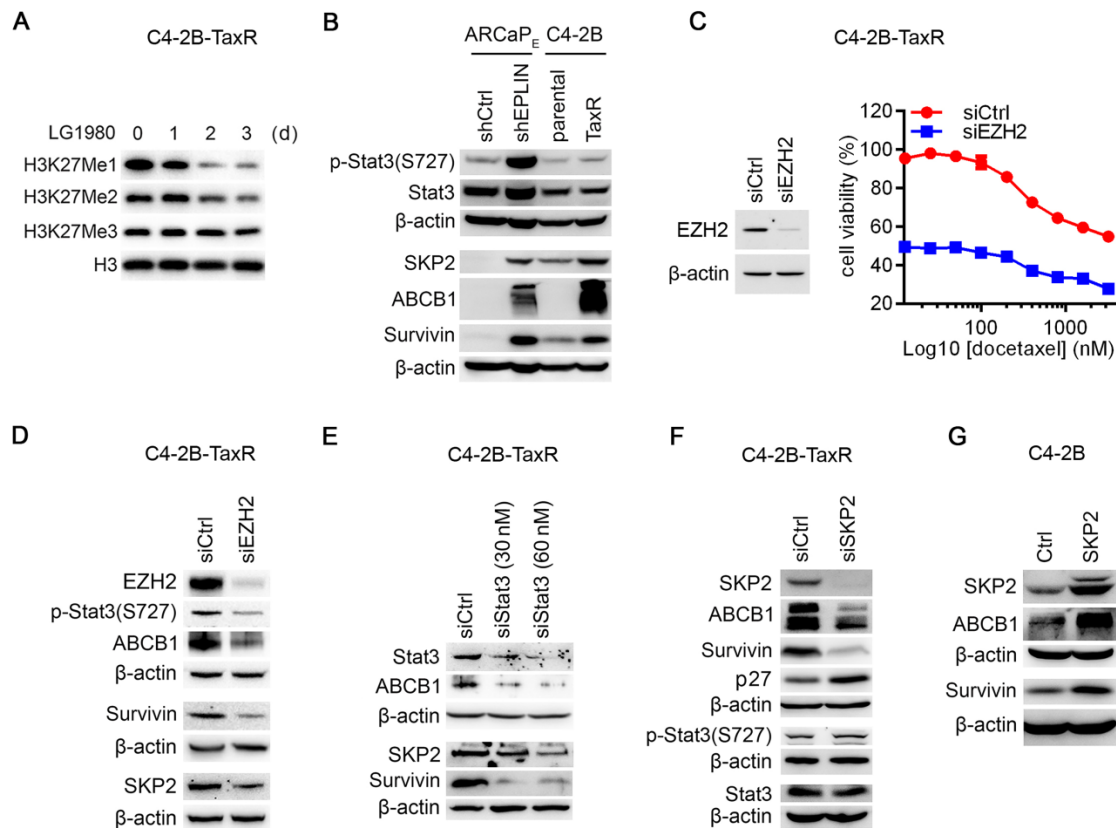 A
C4-2B-TaxR
LG1980 0 1 2 3 (d)
H3K27Me1
H3K27Me2
H3K27Me3
H3
B
ARCaPE C4-2B
shCtrl shEPLIN parental TaxR
p-Stat3(S727)
Stat3
β-actin
SKP2
ABCB1
Survivin
β-actin
C
C4-2B-TaxR
siCtrl siEZH2
EZH2
β-actin
siCtrl
siEZH2
cell viability (%)
120
100
80
60
40
20
100 1000
Log10 [docetaxel] (nM)
D
C4-2B-TaxR
siCtrl siEZH2
EZH2
p-Stat3(S727)
ABCB1
β-actin
Survivin
β-actin
SKP2
β-actin
E
C4-2B-TaxR
siCtrl siStat3 (30 nM) siStat3 (60 nM)
Stat3
ABCB1
β-actin
SKP2
Survivin
β-actin
F
C4-2B-TaxR
siCtrl siSKP2
SKP2
ABCB1
Survivin
p27
β-actin
p-Stat3(S727)
β-actin
Stat3
β-actin
G
C4-2B
Ctrl SKP2
SKP2
ABCB1
β-actin
Survivin
β-actin